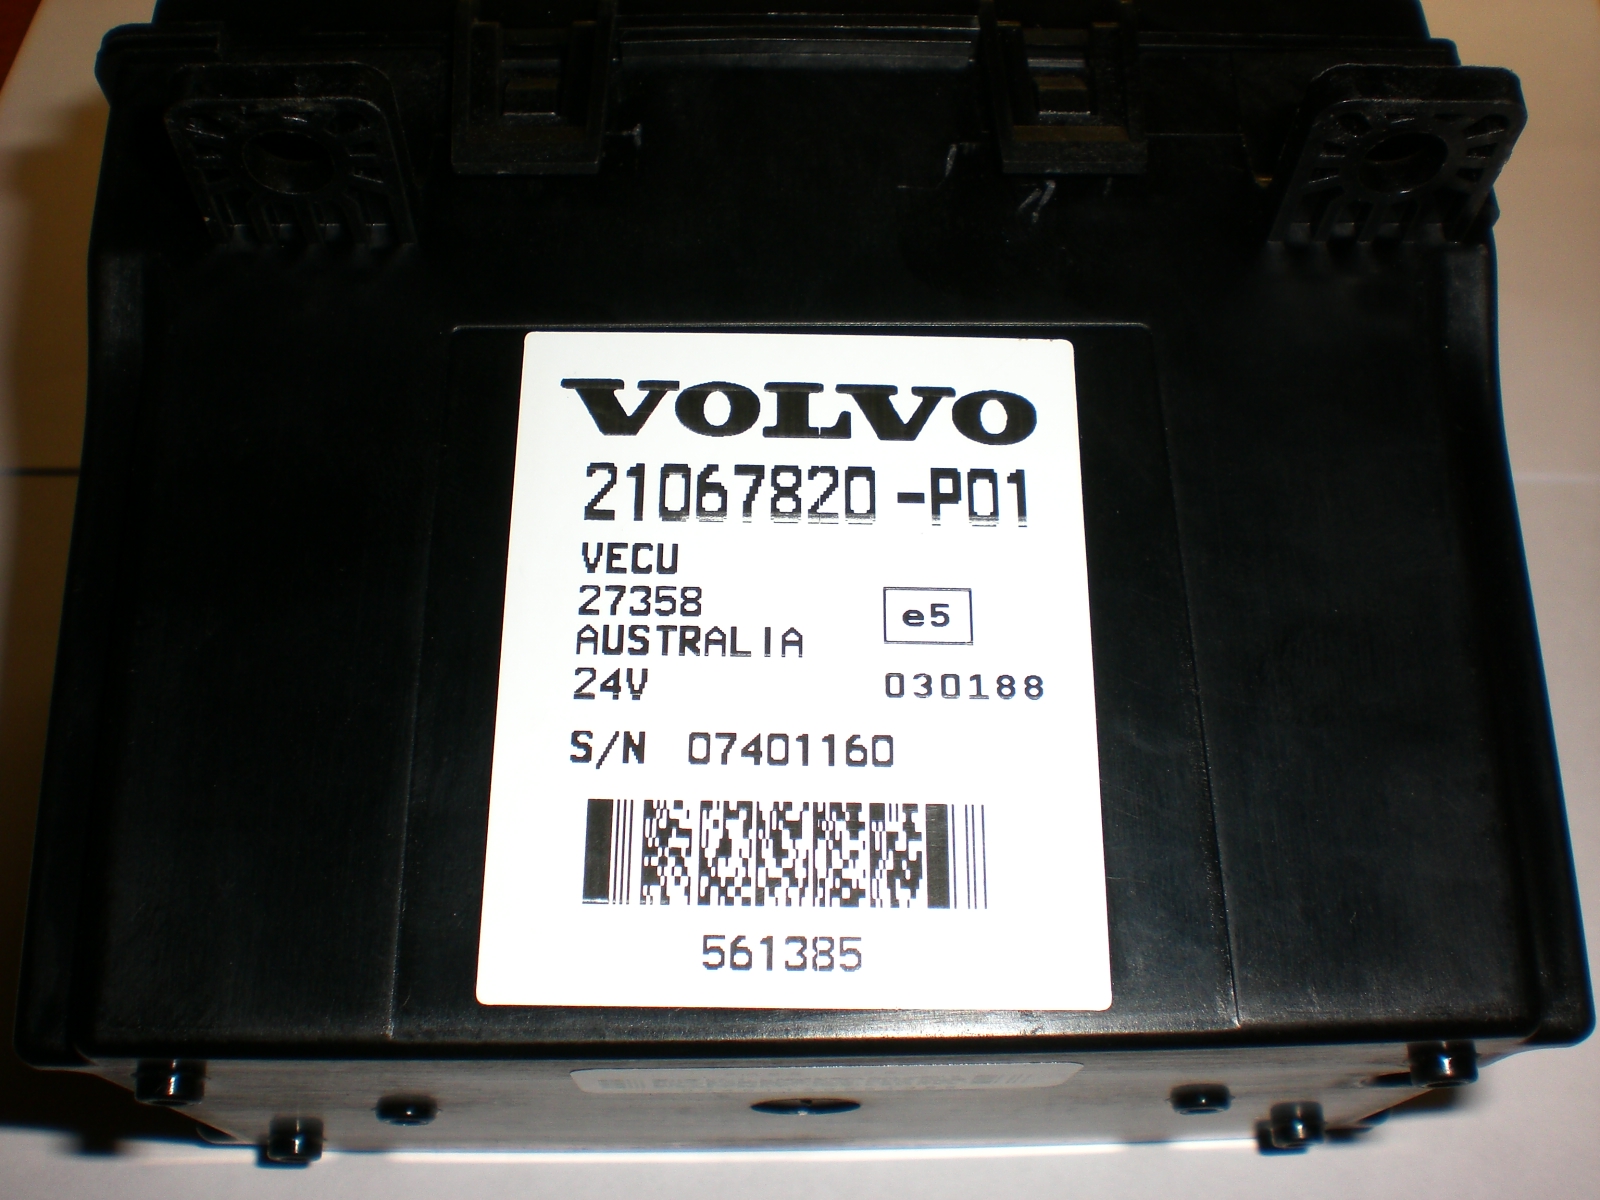 VOLVO
21067820-P01
VECU
27358
e5
AUSTRALIA
24V 030188
S/N 07401160
561385